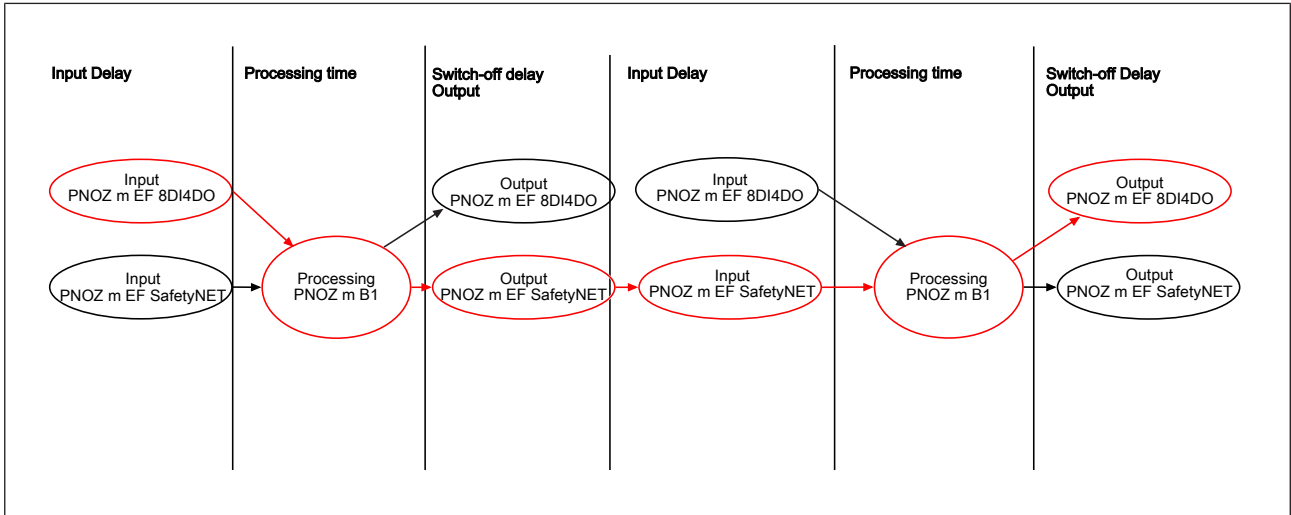 Input Delay
Processing time
Switch-off delay
Output
Input Delay
Processing time
Switch-off Delay
Output
Input
PNOZ m EF 8DI4DO
Output
PNOZ m EF 8DI4DO
Input
PNOZ m EF 8DI4DO
Output
PNOZ m EF 8DI4DO
Input
PNOZ m EF SafetyNET
Processing
PNOZ m B1
Output
PNOZ m EF SafetyNET
Input
PNOZ m EF SafetyNET
Processing
PNOZ m B1
Output
PNOZ m EF SafetyNET